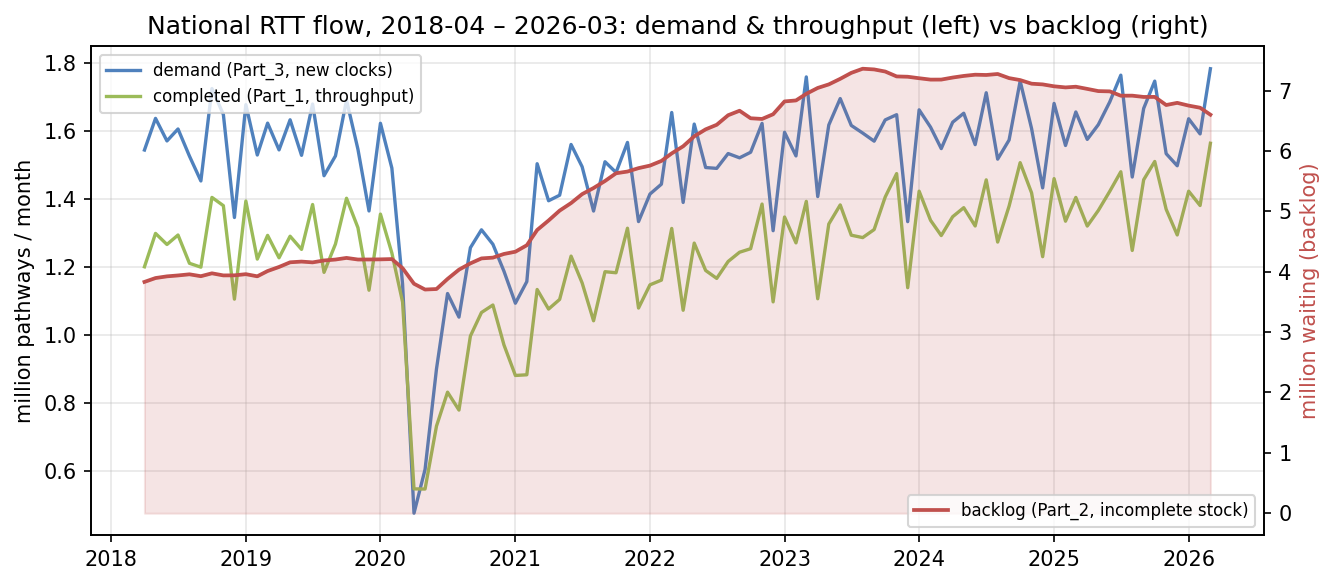 National RTT flow, 2018-04 – 2026-03: demand & throughput (left) vs backlog (right)
demand (Part_3, new clocks)
completed (Part_1, throughput)
million pathways / month
1.8
1.6
1.4
1.2
1.0
0.8
0.6
million waiting (backlog)
7
6
5
4
3
2
1
0
backlog (Part_2, incomplete stock)
2018 2019 2020 2021 2022 2023 2024 2025 2026